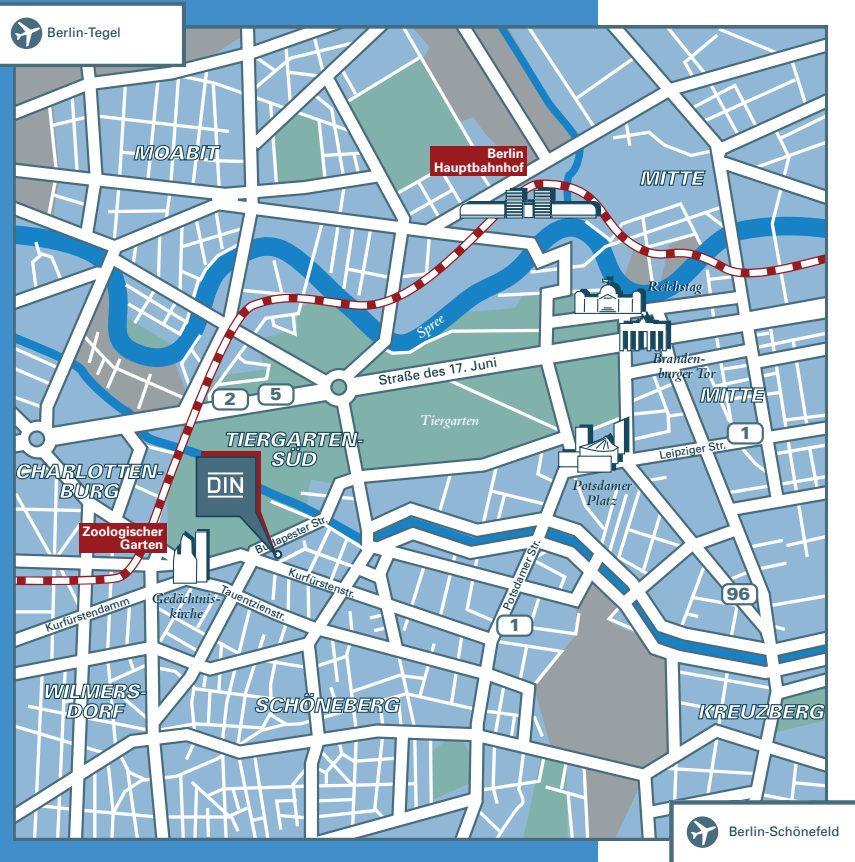 Berlin-Tegel
MOABIT
Berlin
Hauptbahnhof
MITTE
Reichstag
Spree
Branden-
burger Tor
Straße des 17. Juni
2
5
MITTE
Tiergarten
1
TIERGARTEN-
SÜD
Leipziger Str.
CHARLOTTEN-
BURG
DIN
Potsdamer
Platz
Zoologischer
Garten
Budapester Str.
Potsdamer Str.
Kurfürstenstr.
Gedächtnis-
kirche
Tauentzienstr.
Kurfürstendamm
96
1
WILMERS-
DORF
SCHÖNEBERG
KREUZBERG
Berlin-Schönefeld